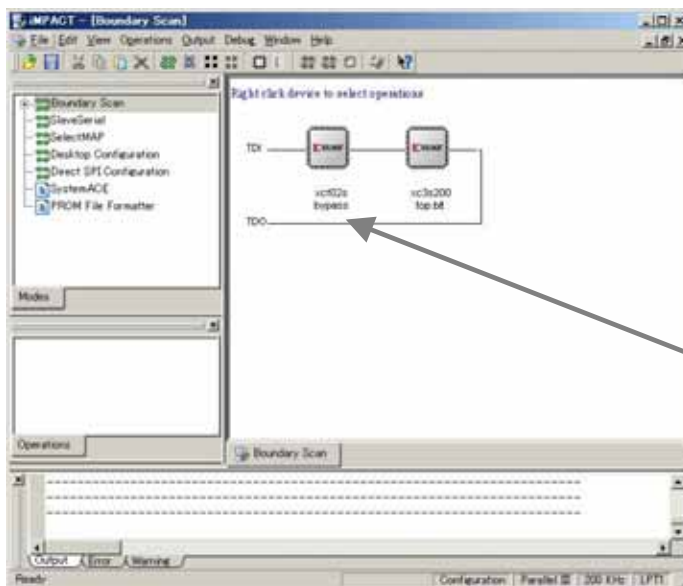 iMPACT - [Boundary Scan]
File Edit View Operations Output Debug Window Help
Boundary Scan
SlaveSerial
SelectMAP
Desktop Configuration
Direct SPI Configuration
SystemACE
PROM File Formatter
Modes
Operations
Right click device to select operations
TDI
XILINX
XILINX
xcf02s
bypass
xc3s200
top.bit
TDO
Boundary Scan
Output Error Warning
Ready
Configuration Parallel III 200 KHz LPT1